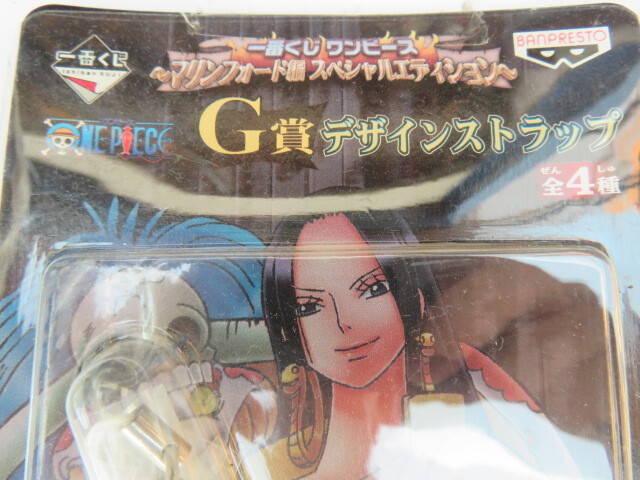 一番くじ
ICHIBAN KUJI
一番くじ ワンピース
～マリンフォード編 スペシャルエディション～
BANPRESTO
ONE PIECE
G賞 デザインストラップ
ぜん しゅ
全4種